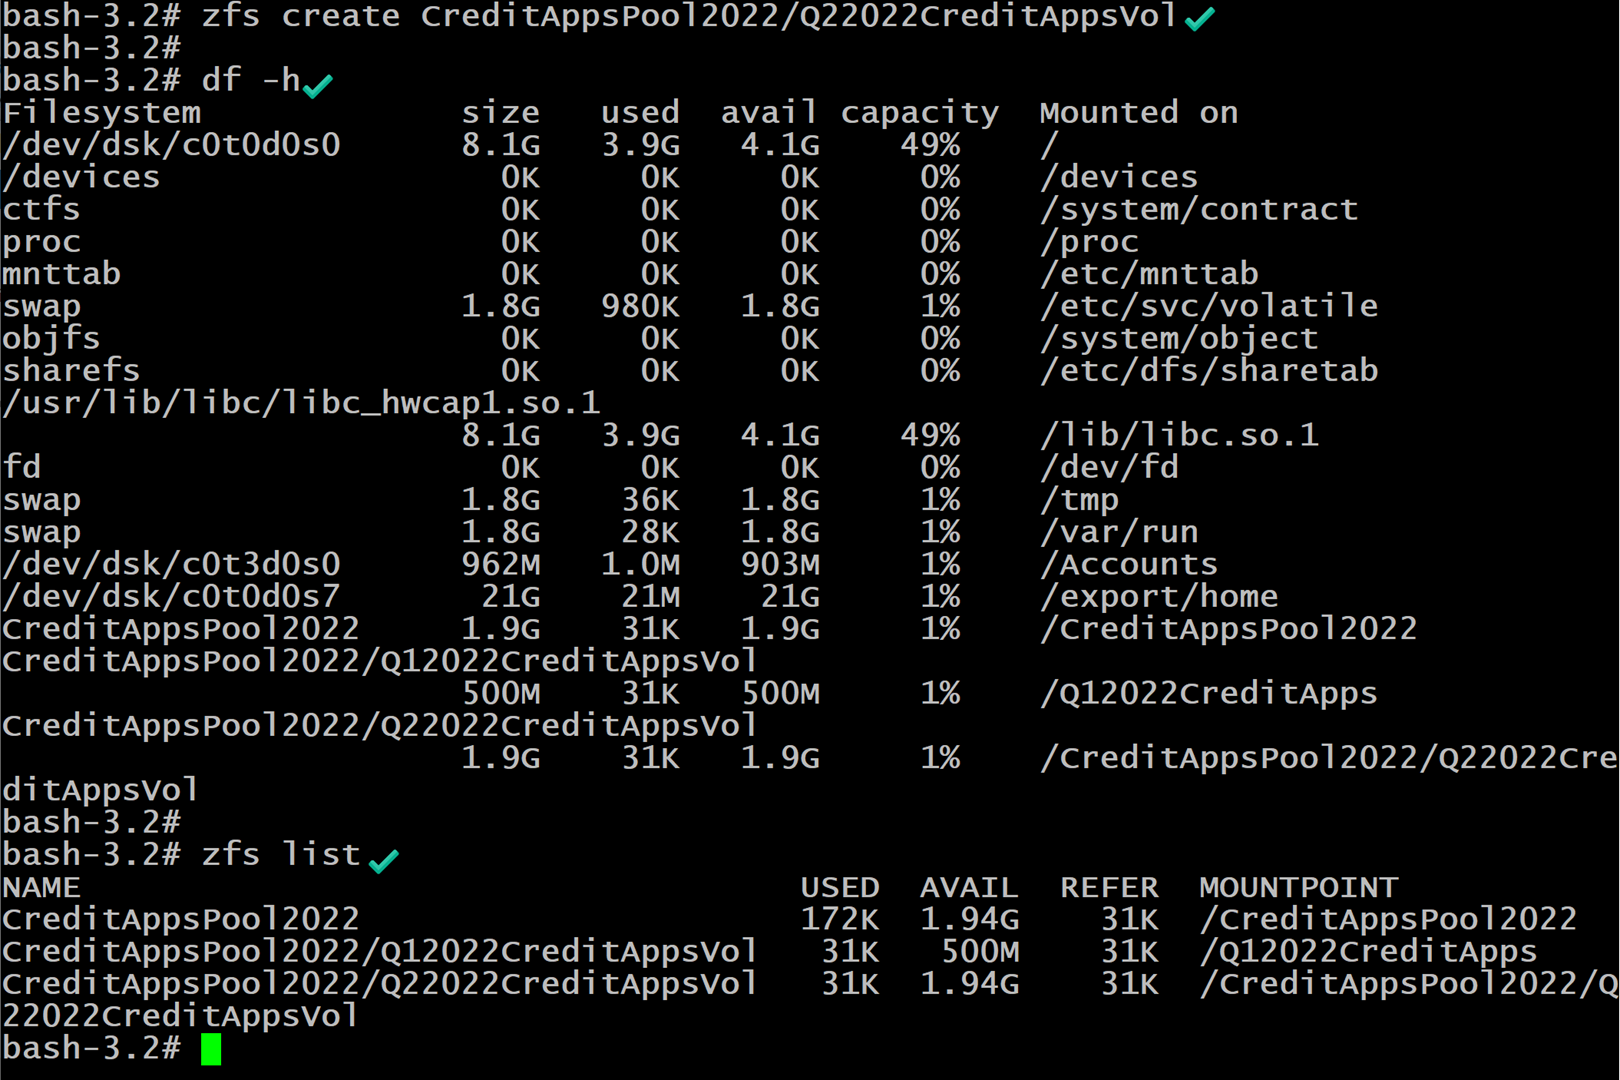 bash-3.2# zfs create CreditAppsPool2022/Q22022CreditAppsVol
bash-3.2#
bash-3.2# df -h
Filesystem             size   used  avail capacity  Mounted on
/dev/dsk/c0t0d0s0      8.1G   3.9G   4.1G    49%    /
/devices                 0K     0K     0K     0%    /devices
ctfs                     0K     0K     0K     0%    /system/contract
proc                     0K     0K     0K     0%    /proc
mnttab                   0K     0K     0K     0%    /etc/mnttab
swap                   1.8G   980K   1.8G     1%    /etc/svc/volatile
objfs                    0K     0K     0K     0%    /system/object
sharefs                  0K     0K     0K     0%    /etc/dfs/sharetab
/usr/lib/libc/libc_hwcap1.so.1
                       8.1G   3.9G   4.1G    49%    /lib/libc.so.1
fd                       0K     0K     0K     0%    /dev/fd
swap                   1.8G    36K   1.8G     1%    /tmp
swap                   1.8G    28K   1.8G     1%    /var/run
/dev/dsk/c0t3d0s0      962M   1.0M   903M     1%    /Accounts
/dev/dsk/c0t0d0s7       21G    21M    21G     1%    /export/home
CreditAppsPool2022     1.9G    31K   1.9G     1%    /CreditAppsPool2022
CreditAppsPool2022/Q12022CreditAppsVol
                       500M    31K   500M     1%    /Q12022CreditApps
CreditAppsPool2022/Q22022CreditAppsVol
                       1.9G    31K   1.9G     1%    /CreditAppsPool2022/Q22022Cre
ditAppsVol
bash-3.2#
bash-3.2# zfs list
NAME                                    USED  AVAIL  REFER  MOUNTPOINT
CreditAppsPool2022                      172K  1.94G    31K  /CreditAppsPool2022
CreditAppsPool2022/Q12022CreditAppsVol   31K   500M    31K  /Q12022CreditApps
CreditAppsPool2022/Q22022CreditAppsVol   31K  1.94G    31K  /CreditAppsPool2022/Q
22022CreditAppsVol
bash-3.2#